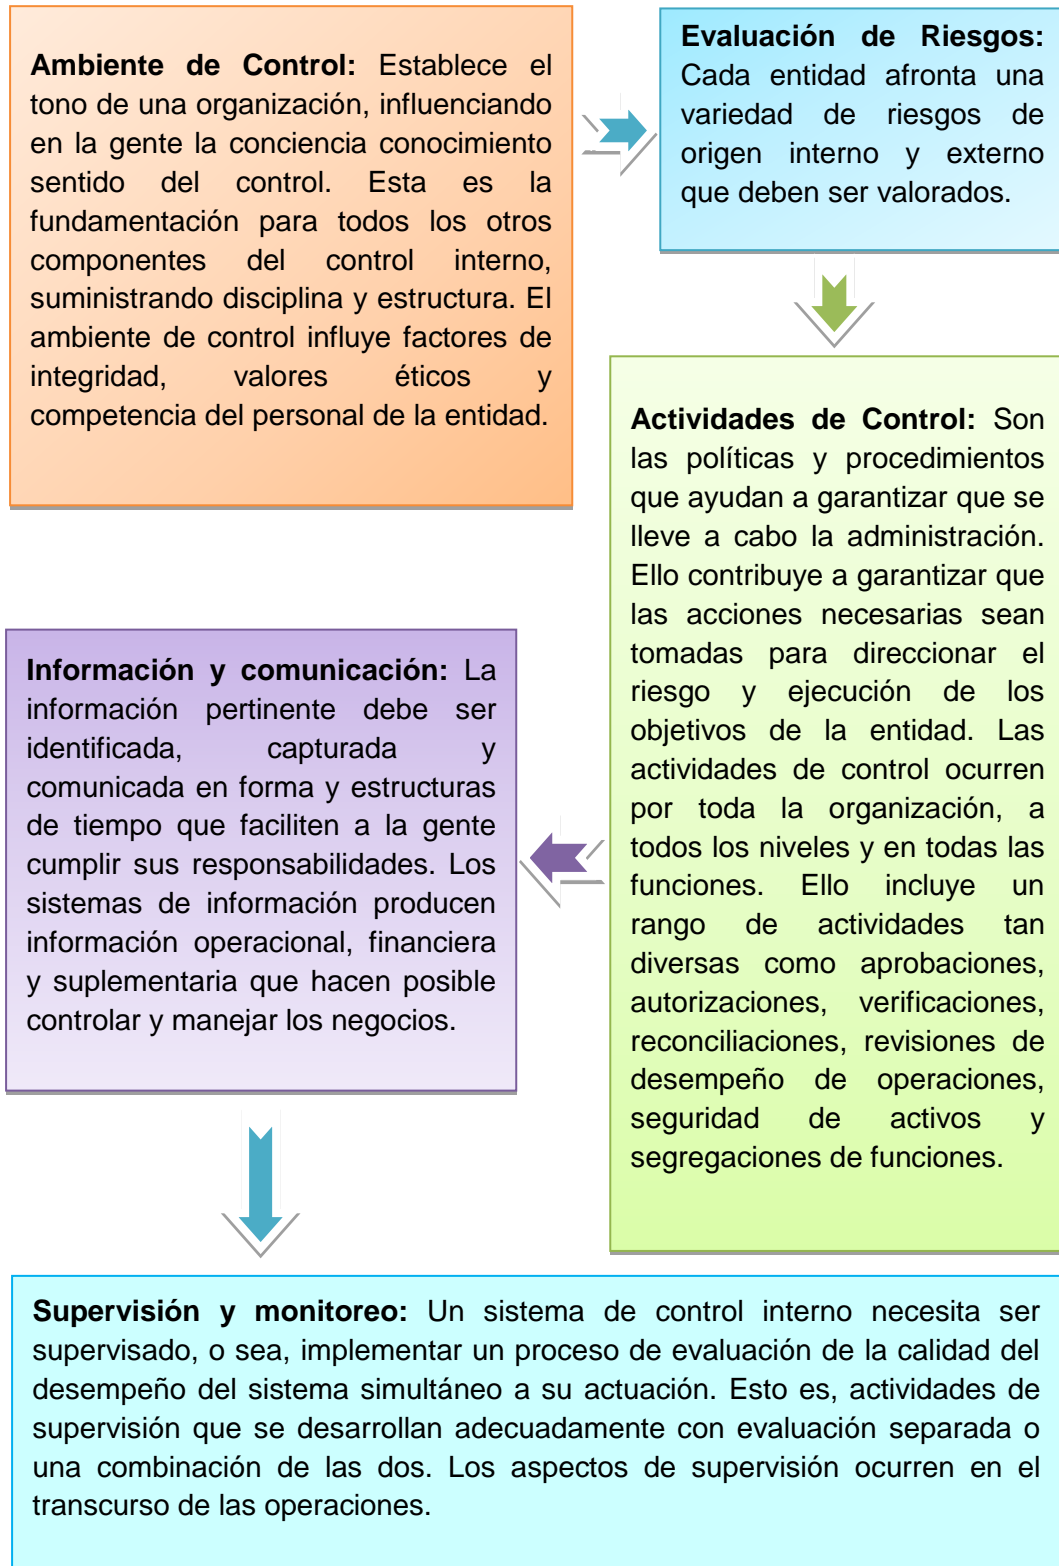 Ambiente de Control: Establece el
tono de una organización, influenciando
en la gente la conciencia conocimiento
sentido del control. Esta es la
fundamentación para todos los otros
componentes del control interno,
suministrando disciplina y estructura. El
ambiente de control influye factores de
integridad, valores éticos y
competencia del personal de la entidad.
Evaluación de Riesgos:
Cada entidad afronta una
variedad de riesgos de
origen interno y externo
que deben ser valorados.
Actividades de Control: Son
las políticas y procedimientos
que ayudan a garantizar que se
lleve a cabo la administración.
Ello contribuye a garantizar que
las acciones necesarias sean
tomadas para direccionar el
riesgo y ejecución de los
objetivos de la entidad. Las
actividades de control ocurren
por toda la organización, a
todos los niveles y en todas las
funciones. Ello incluye un
rango de actividades tan
diversas como aprobaciones,
autorizaciones, verificaciones,
reconciliaciones, revisiones de
desempeño de operaciones,
seguridad de activos y
segregaciones de funciones.
Información y comunicación: La
información pertinente debe ser
identificada, capturada y
comunicada en forma y estructuras
de tiempo que faciliten a la gente
cumplir sus responsabilidades. Los
sistemas de información producen
información operacional, financiera
y suplementaria que hacen posible
controlar y manejar los negocios.
Supervisión y monitoreo: Un sistema de control interno necesita ser
supervisado, o sea, implementar un proceso de evaluación de la calidad del
desempeño del sistema simultáneo a su actuación. Esto es, actividades de
supervisión que se desarrollan adecuadamente con evaluación separada o
una combinación de las dos. Los aspectos de supervisión ocurren en el
transcurso de las operaciones.